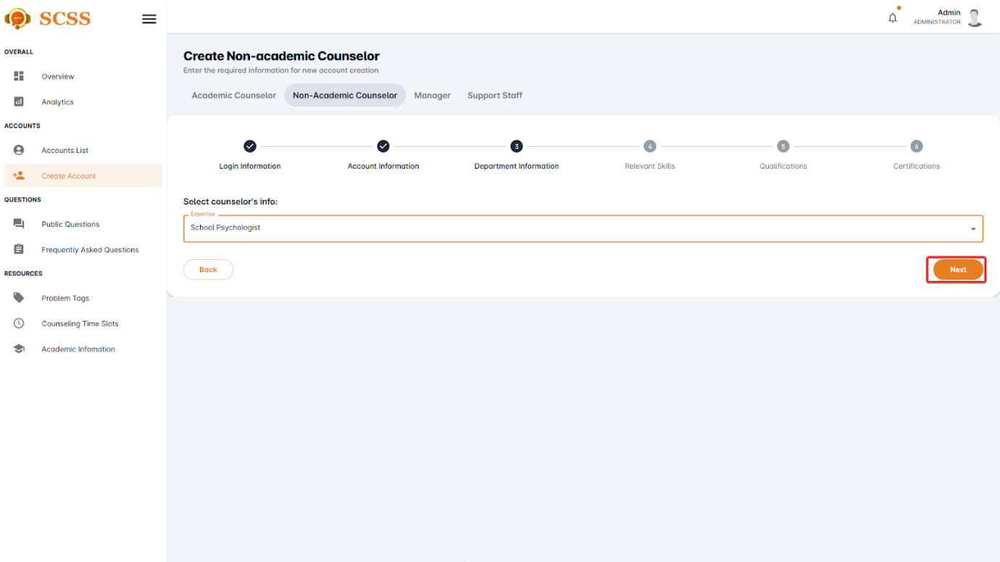 SCSS
Admin
ADMINISTRATOR
OVERALL
Overview
Analytics
ACCOUNTS
Accounts List
Create Account
QUESTIONS
Public Questions
Frequently Asked Questions
RESOURCES
Problem Tags
Counseling Time Slots
Academic Infomation
Create Non-academic Counselor
Enter the required information for new account creation
Academic Counselor Non-Academic Counselor Manager Support Staff
3 4 5 6
Login Information Account Information Department Information Relevant Skills Qualifications Certifications
Select counselor's info:
Expertise
School Psychologist
Back Next